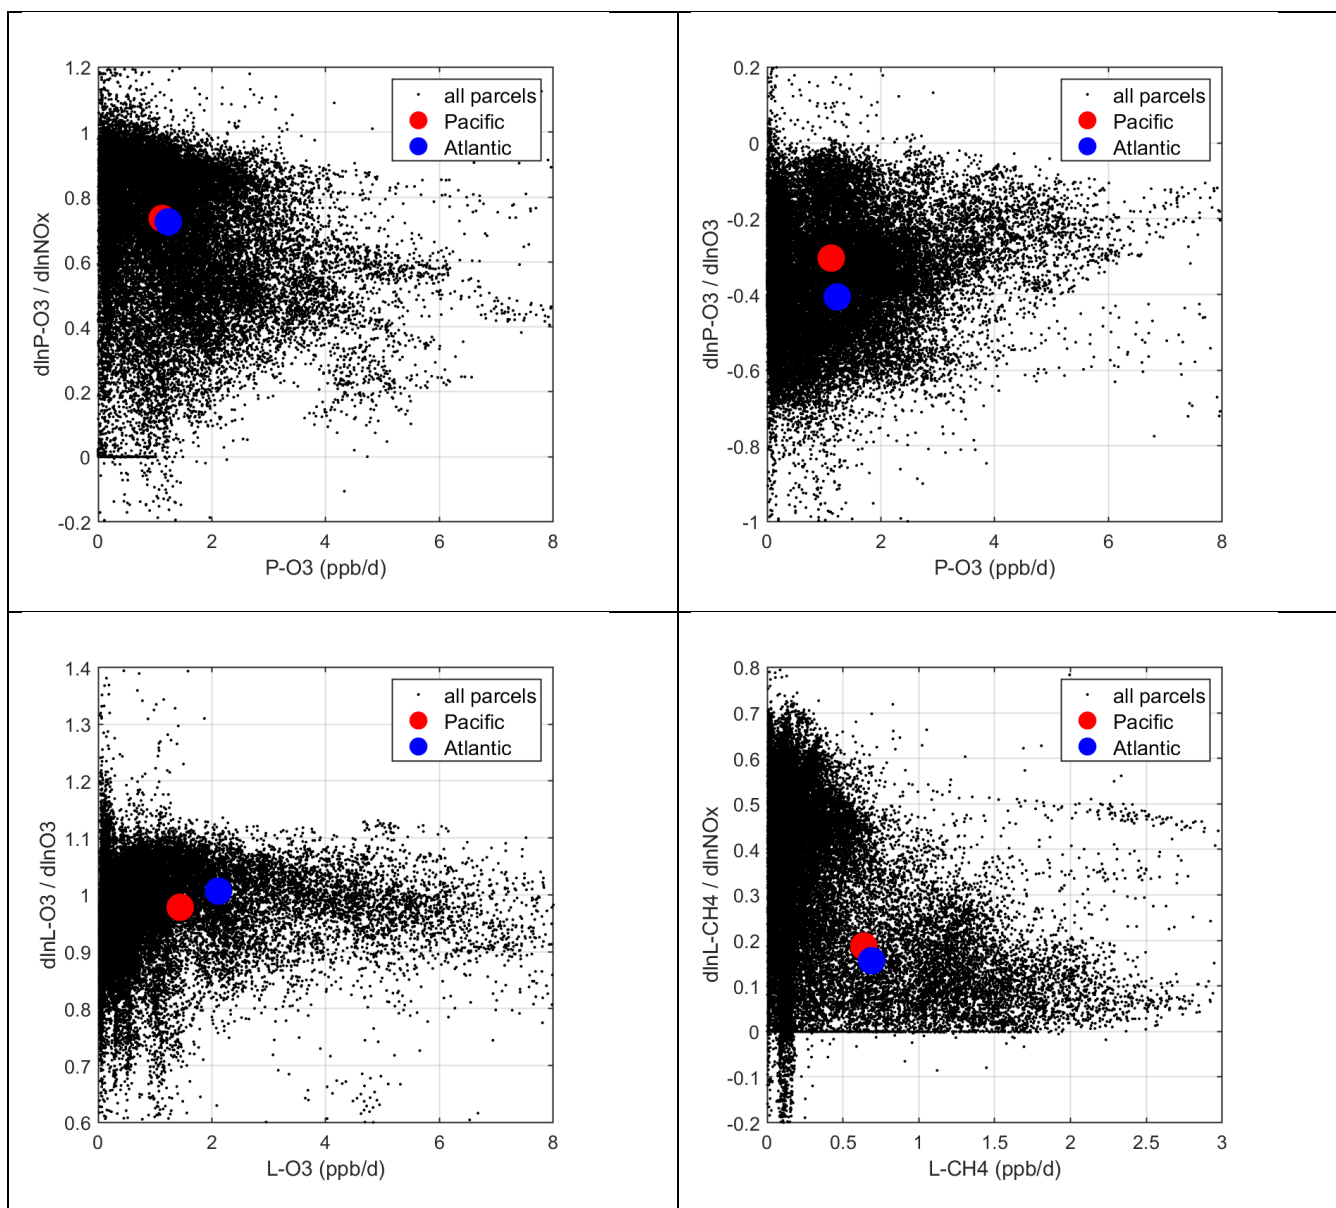 1.2
1
0.8
0.6
0.4
0.2
0
-0.2
0
2
4
6
8
dlnP-O3 / dlnNOx
P-O3 (ppb/d)
all parcels
Pacific
Atlantic
0.2
0
-0.2
-0.4
-0.6
-0.8
-1
0
2
4
6
8
dlnP-O3 / dlnO3
P-O3 (ppb/d)
all parcels
Pacific
Atlantic
1.4
1.3
1.2
1.1
1
0.9
0.8
0.7
0.6
0
2
4
6
8
dlnL-O3 / dlnO3
L-O3 (ppb/d)
all parcels
Pacific
Atlantic
0.8
0.7
0.6
0.5
0.4
0.3
0.2
0.1
0
-0.1
-0.2
0
0.5
1
1.5
2
2.5
3
dlnL-CH4 / dlnNOx
L-CH4 (ppb/d)
all parcels
Pacific
Atlantic